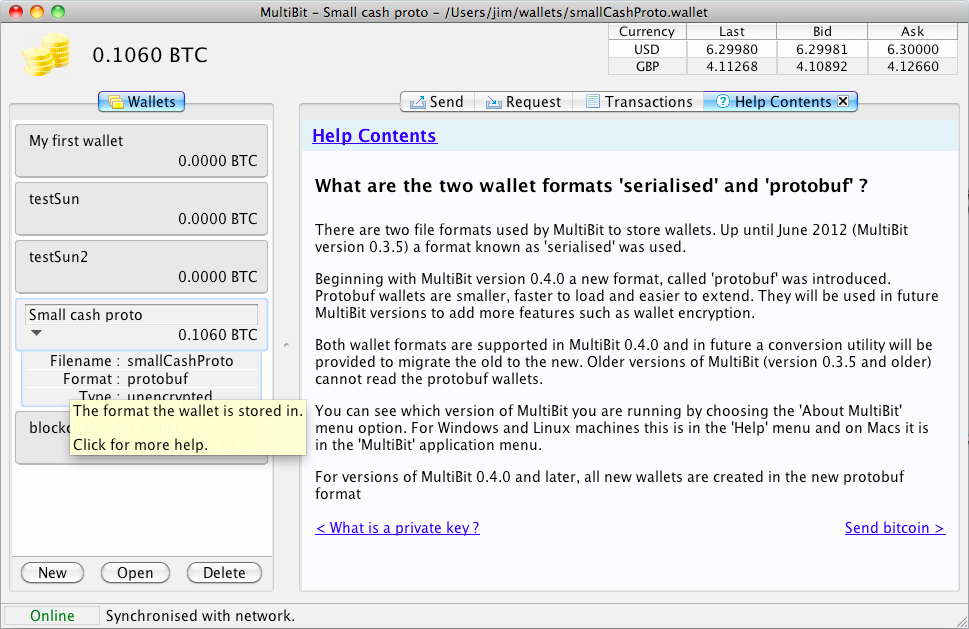 MultiBit – Small cash proto – /Users/jim/wallets/smallCashProto.wallet
0.1060 BTC
Currency Last Bid Ask
USD 6.29980 6.29981 6.30000
GBP 4.11268 4.10892 4.12660
Wallets
My first wallet
0.0000 BTC
testSun
0.0000 BTC
testSun2
0.0000 BTC
Small cash proto
0.1060 BTC
Filename : smallCashProto
Format : protobuf
Type : unencrypted
The format the wallet is stored in.
Click for more help.
New Open Delete
Send Request Transactions Help Contents
Help Contents
What are the two wallet formats 'serialised' and 'protobuf' ?
There are two file formats used by MultiBit to store wallets. Up until June 2012 (MultiBit
version 0.3.5) a format known as 'serialised' was used.
Beginning with MultiBit version 0.4.0 a new format, called 'protobuf' was introduced.
Protobuf wallets are smaller, faster to load and easier to extend. They will be used in future
MultiBit versions to add more features such as wallet encryption.
Both wallet formats are supported in MultiBit 0.4.0 and in future a conversion utility will be
provided to migrate the old to the new. Older versions of MultiBit (version 0.3.5 and older)
cannot read the protobuf wallets.
You can see which version of MultiBit you are running by choosing the 'About MultiBit'
menu option. For Windows and Linux machines this is in the 'Help' menu and on Macs it is
in the 'MultiBit' application menu.
For versions of MultiBit 0.4.0 and later, all new wallets are created in the new protobuf
format
< What is a private key ? Send bitcoin >
Online Synchronised with network.